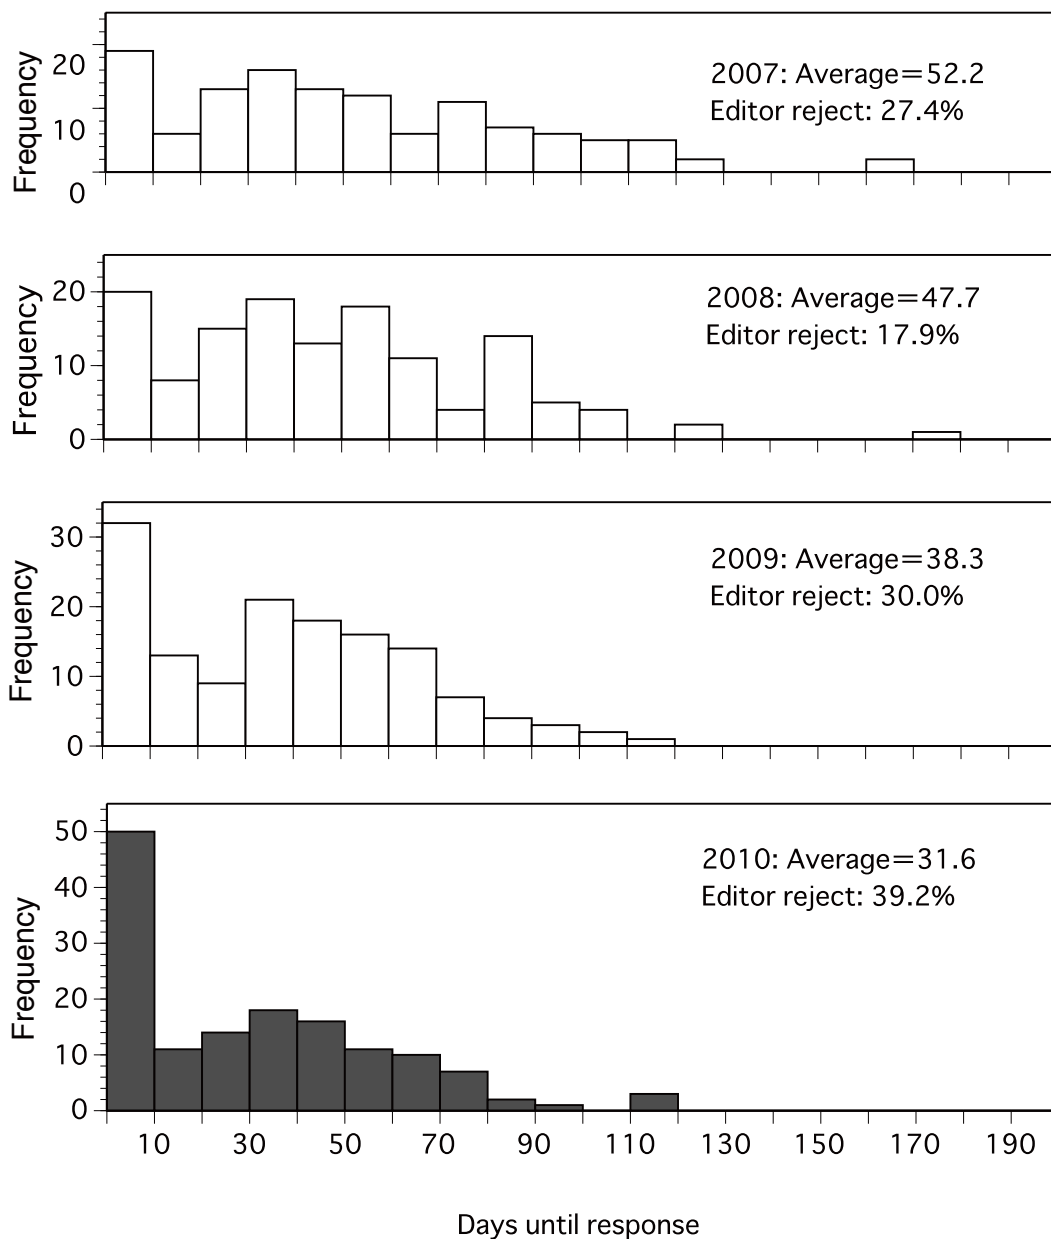 Frequency
20
10
0
2007: Average=52.2
Editor reject: 27.4%
Frequency
20
10
0
2008: Average=47.7
Editor reject: 17.9%
Frequency
30
20
10
0
2009: Average=38.3
Editor reject: 30.0%
Frequency
50
40
30
20
10
0
2010: Average=31.6
Editor reject: 39.2%
10 30 50 70 90 110 130 150 170 190
Days until response